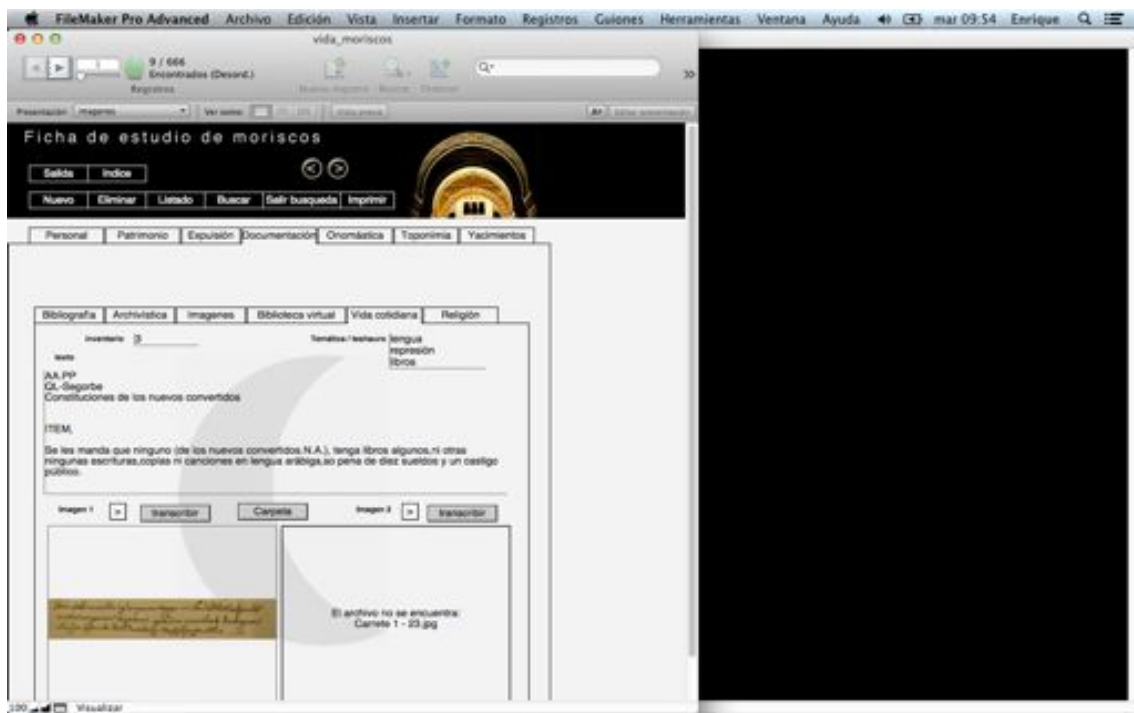 FileMaker Pro Advanced Archivo Edición Vista Insertar Formato Registros Guiones Herramientas Ventana Ayuda mar 09:54 Enrique
vida_moriscos
9 / 666
Encontrados (Desord.)
Registros
Presentación: imagenes Ver como:
Ficha de estudio de moriscos
Salida Indice
Nuevo Eliminar Listado Buscar Salir busqueda Imprimir
Personal Patrimonio Expulsión Documentación Onomástica Toponimia Yacimientos
Bibliografía Archivística Imagenes Biblioteca virtual Vida cotidiana Religión
inventario 3 Temática / teshauro lengua
represión
libros
texto
AA.PP
QL-Segorbe
Constituciones de los nuevos convertidos
ITEM,
Se les manda que ninguno (de los nuevos convertidos.N.A.), tenga libros algunos,ni otras
ningunas escrituras,coplas ni canciones en lengua arábiga,so pena de diez sueldos y un castigo
público.
Imagen 1 > transcribir Carpeta Imagen 2 > transcribir
El archivo no se encuentra:
Carrete 1 - 23.jpg
100 Visualizar